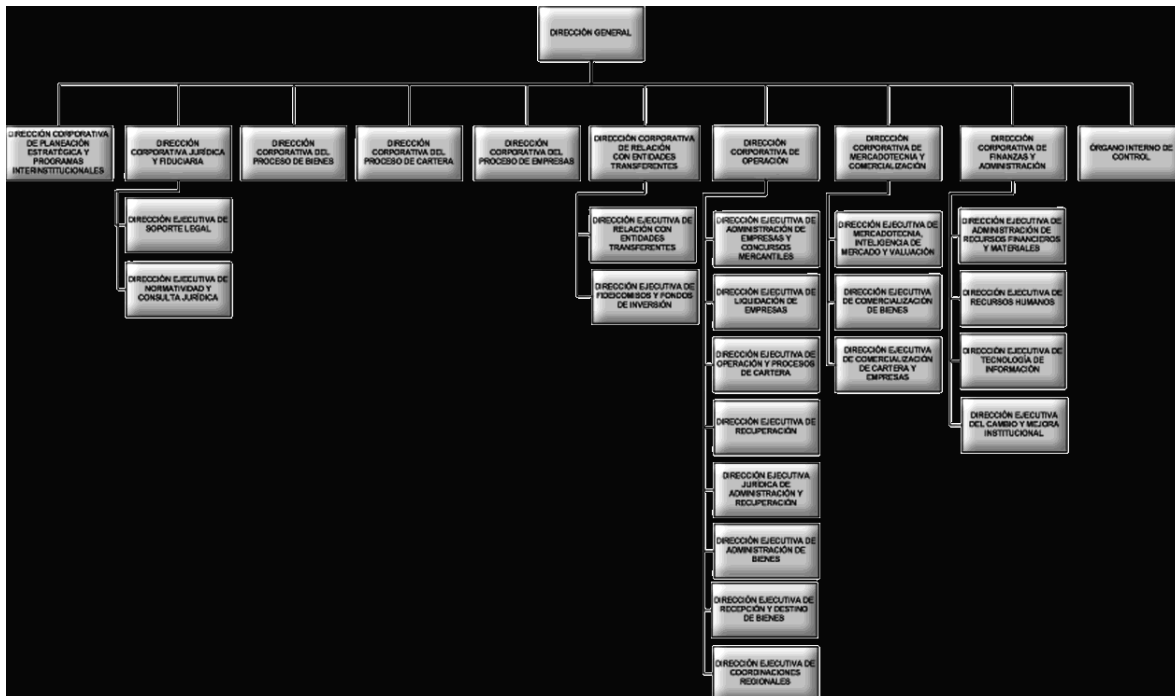 DIRECCIÓN GENERAL
DIRECCIÓN CORPORATIVA
DE PLANEACIÓN
ESTRATÉGICA Y
PROGRAMAS
INTERINSTITUCIONALES
DIRECCIÓN
CORPORATIVA JURÍDICA
Y FIDUCIARIA
DIRECCIÓN
CORPORATIVA DEL
PROCESO DE BIENES
DIRECCIÓN
CORPORATIVA DEL
PROCESO DE CARTERA
DIRECCIÓN
CORPORATIVA DEL
PROCESO DE EMPRESAS
DIRECCIÓN CORPORATIVA
DE RELACIÓN
CON ENTIDADES
TRANSFERENTES
DIRECCIÓN
CORPORATIVA DE
OPERACIÓN
DIRECCIÓN
CORPORATIVA DE
MERCADOTECNIA Y
COMERCIALIZACIÓN
DIRECCIÓN
CORPORATIVA DE
FINANZAS Y
ADMINISTRACIÓN
ÓRGANO INTERNO DE
CONTROL
DIRECCIÓN EJECUTIVA DE
SOPORTE LEGAL
DIRECCIÓN EJECUTIVA DE
NORMATIVIDAD Y
CONSULTA JURÍDICA
DIRECCIÓN EJECUTIVA DE
RELACIÓN CON
ENTIDADES
TRANSFERENTES
DIRECCIÓN EJECUTIVA DE
FIDEICOMISOS Y FONDOS
DE INVERSIÓN
DIRECCIÓN EJECUTIVA DE
ADMINISTRACIÓN DE
EMPRESAS Y
CONCURSOS
MERCANTILES
DIRECCIÓN EJECUTIVA DE
LIQUIDACIÓN DE
EMPRESAS
DIRECCIÓN EJECUTIVA DE
OPERACIÓN Y PROCESOS
DE CARTERA
DIRECCIÓN EJECUTIVA DE
RECUPERACIÓN
DIRECCIÓN EJECUTIVA
JURÍDICA DE
ADMINISTRACIÓN Y
RECUPERACIÓN
DIRECCIÓN EJECUTIVA DE
ADMINISTRACIÓN DE
BIENES
DIRECCIÓN EJECUTIVA DE
RECEPCIÓN Y DESTINO
DE BIENES
DIRECCIÓN EJECUTIVA DE
COORDINACIONES
REGIONALES
DIRECCIÓN EJECUTIVA DE
MERCADOTECNIA,
INTELIGENCIA DE
MERCADO Y VALUACIÓN
DIRECCIÓN EJECUTIVA
DE COMERCIALIZACIÓN
DE BIENES
DIRECCIÓN EJECUTIVA
DE COMERCIALIZACIÓN
DE CARTERA Y
EMPRESAS
DIRECCIÓN EJECUTIVA DE
ADMINISTRACIÓN DE
RECURSOS FINANCIEROS
Y MATERIALES
DIRECCIÓN EJECUTIVA DE
RECURSOS HUMANOS
DIRECCIÓN EJECUTIVA DE
TECNOLOGÍA DE
INFORMACIÓN
DIRECCIÓN EJECUTIVA
DEL CAMBIO Y MEJORA
INSTITUCIONAL